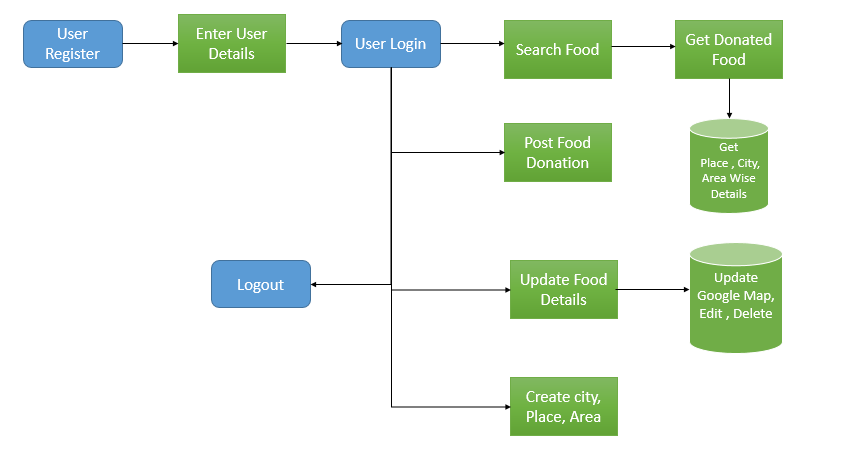 User
Register
Enter User
Details
User Login
Search Food
Get Donated
Food
Post Food
Donation
Get
Place , City,
Area Wise
Details
Logout
Update Food
Details
Update
Google Map,
Edit , Delete
Create city,
Place, Area